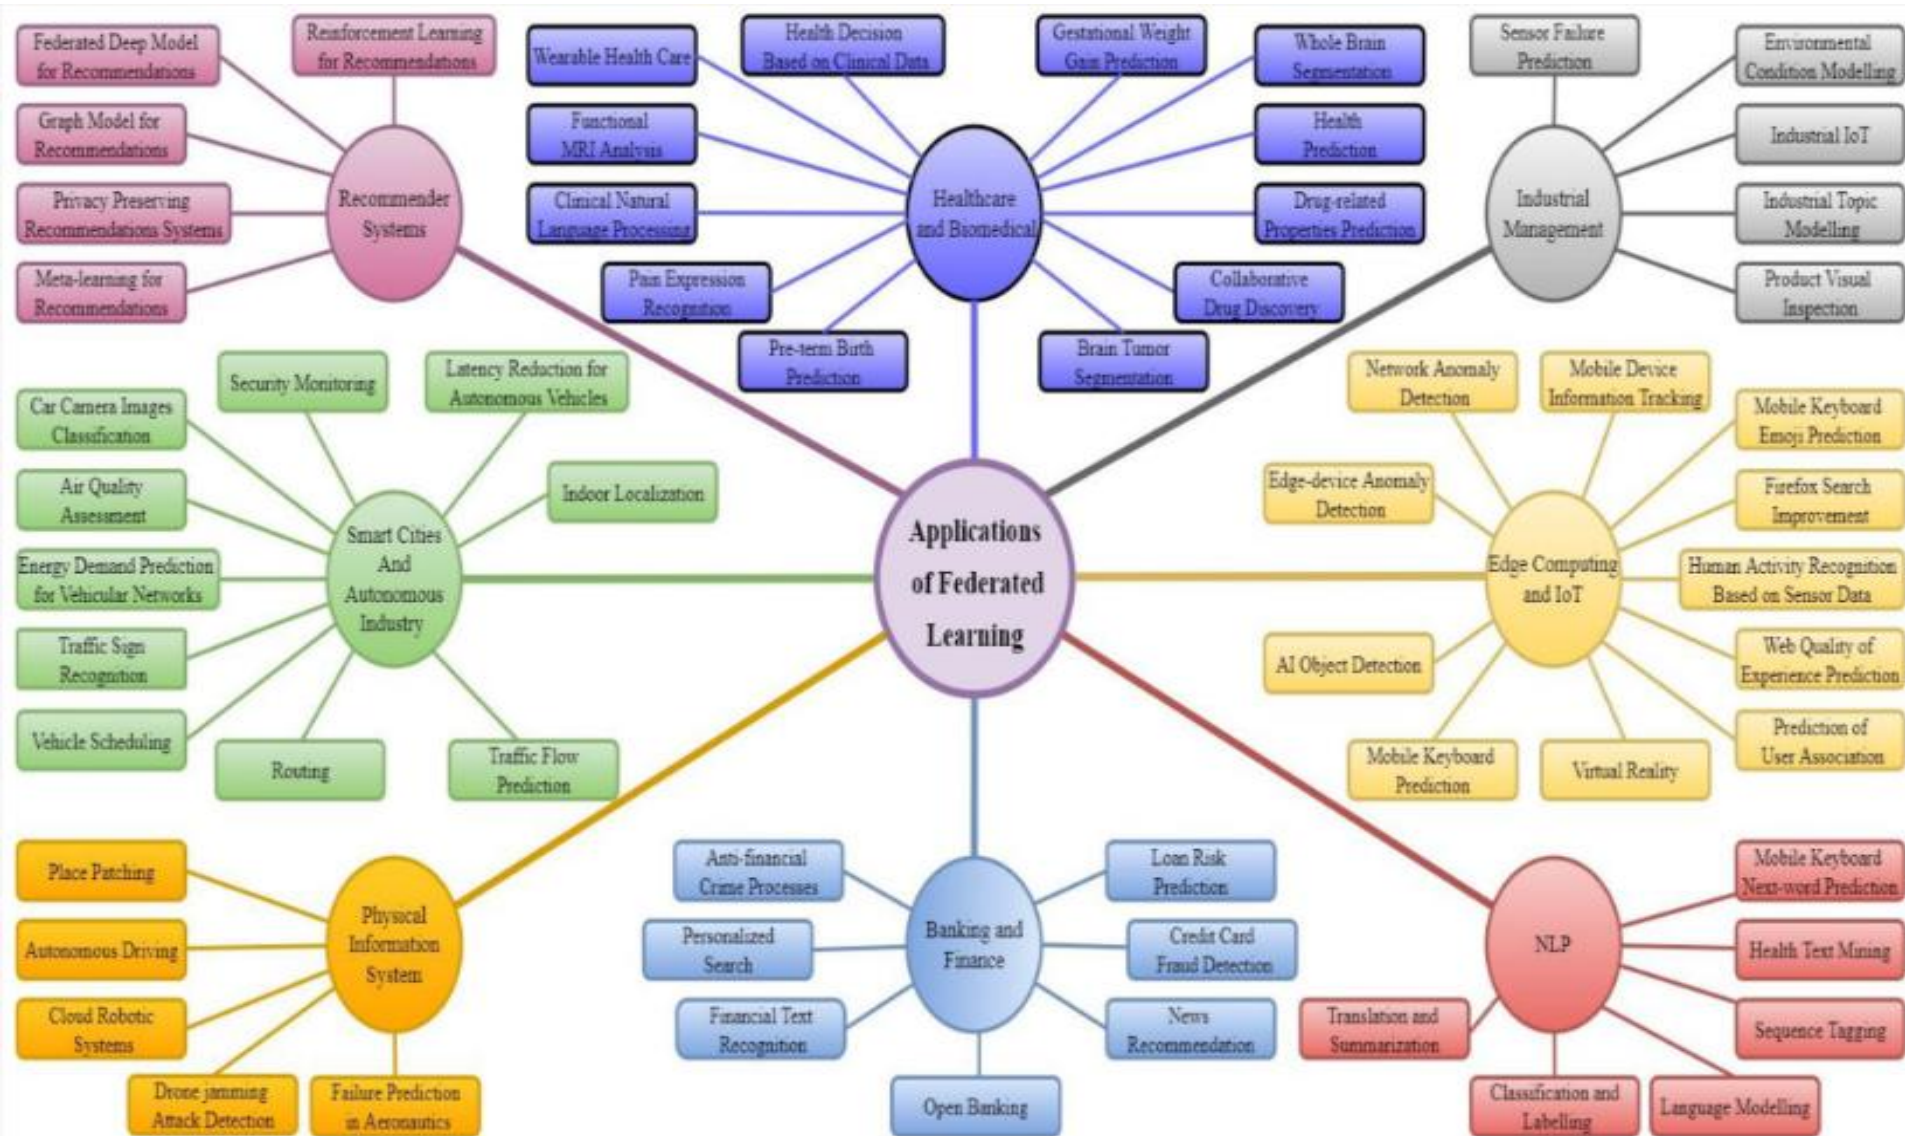 Federated Deep Model
for Recommendations
Reinforcement Learning
for Recommendations
Graph Model for
Recommendations
Privacy Preserving
Recommendations Systems
Meta-learning for
Recommendations
Recommender
Systems
Wearable Health Care
Health Decision
Based on Clinical Data
Gestational Weight
Gain Prediction
Whole Brain
Segmentation
Functional
MRI Analysis
Health
Prediction
Clinical Natural
Language Processing
Drug-related
Properties Prediction
Pain Expression
Recognition
Collaborative
Drug Discovery
Pre-term Birth
Prediction
Brain Tumor
Segmentation
Healthcare
and Biomedical
Sensor Failure
Prediction
Environmental
Condition Modelling
Industrial IoT
Industrial Topic
Modelling
Product Visual
Inspection
Industrial
Management
Security Monitoring
Latency Reduction for
Autonomous Vehicles
Car Camera Images
Classification
Air Quality
Assessment
Indoor Localization
Energy Demand Prediction
for Vehicular Networks
Traffic Sign
Recognition
Vehicle Scheduling
Routing
Traffic Flow
Prediction
Smart Cities
And
Autonomous
Industry
Applications
of Federated
Learning
Network Anomaly
Detection
Mobile Device
Information Tracking
Mobile Keyboard
Emoji Prediction
Edge-device Anomaly
Detection
Firefox Search
Improvement
Human Activity Recognition
Based on Sensor Data
AI Object Detection
Web Quality of
Experience Prediction
Mobile Keyboard
Prediction
Virtual Reality
Prediction of
User Association
Edge Computing
and IoT
Place Patching
Autonomous Driving
Cloud Robotic
Systems
Drone jamming
Attack Detection
Failure Prediction
in Aeronautics
Physical
Information
System
Anti-financial
Crime Processes
Loan Risk
Prediction
Personalized
Search
Credit Card
Fraud Detection
Financial Text
Recognition
News
Recommendation
Open Banking
Banking and
Finance
Mobile Keyboard
Next-word Prediction
Health Text Mining
Sequence Tagging
Translation and
Summarization
Classification and
Labelling
Language Modelling
NLP